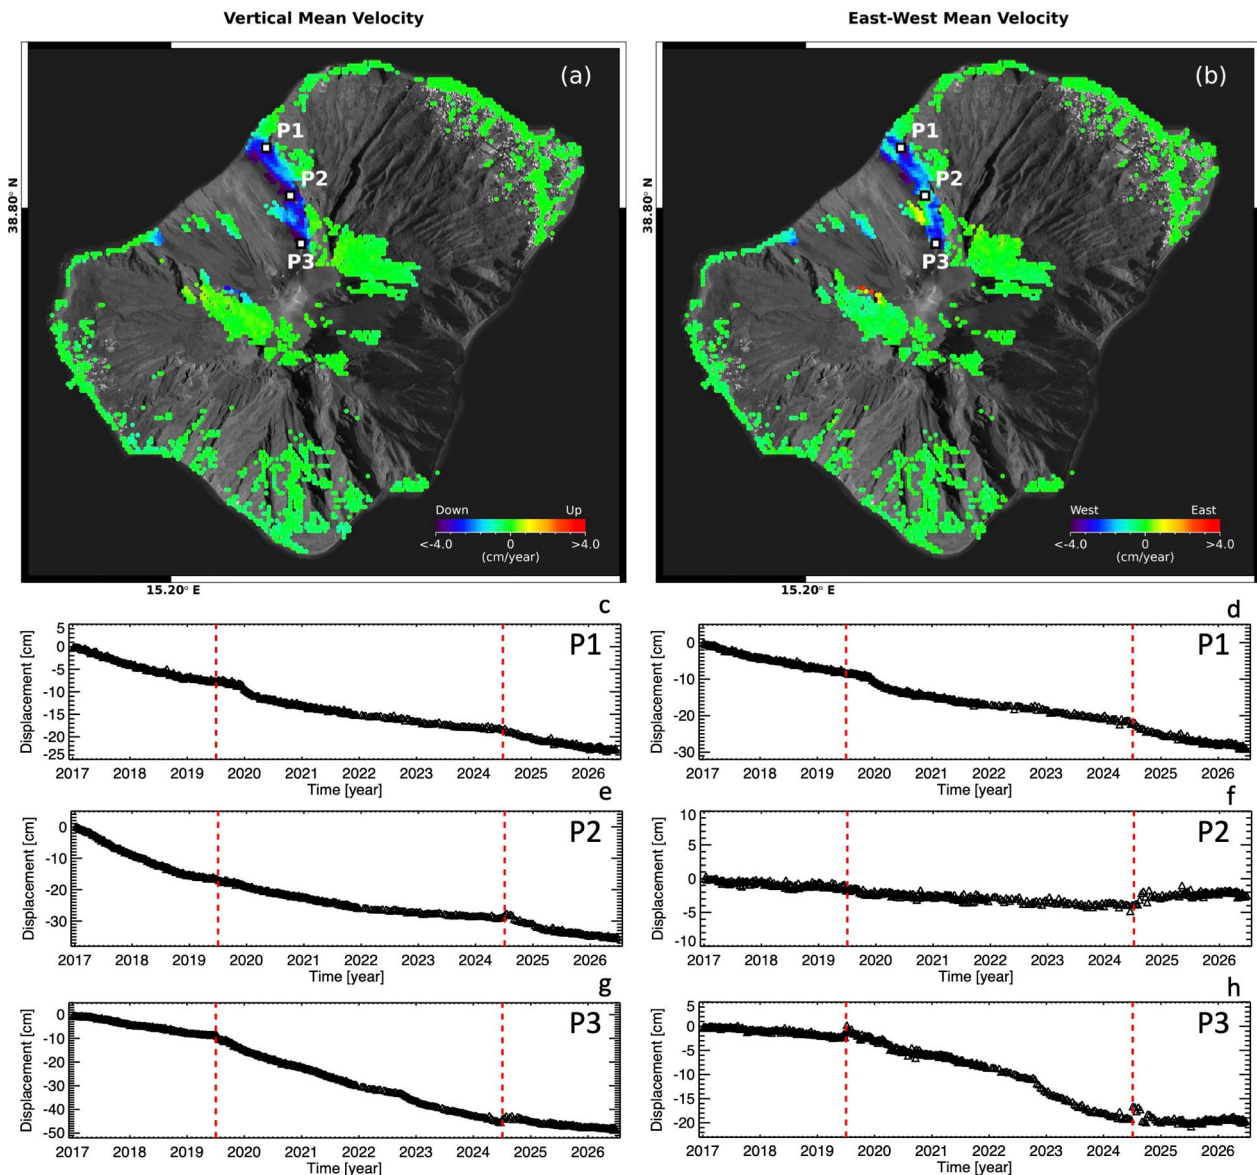 Vertical Mean Velocity
East-West Mean Velocity
(a)
P1
P2
P3
38.80° N
Down Up
<-4.0 0 >4.0
(cm/year)
15.20° E
(b)
P1
P2
P3
38.80° N
West East
<-4.0 0 >4.0
(cm/year)
15.20° E
c
P1
Displacement [cm]
5
0
-5
-10
-15
-20
-25
2017 2018 2019 2020 2021 2022 2023 2024 2025 2026
Time [year]
d
P1
Displacement [cm]
0
-10
-20
-30
2017 2018 2019 2020 2021 2022 2023 2024 2025 2026
Time [year]
e
P2
Displacement [cm]
0
-10
-20
-30
2017 2018 2019 2020 2021 2022 2023 2024 2025 2026
Time [year]
f
P2
Displacement [cm]
10
5
0
-5
-10
2017 2018 2019 2020 2021 2022 2023 2024 2025 2026
Time [year]
g
P3
Displacement [cm]
0
-10
-20
-30
-40
-50
2017 2018 2019 2020 2021 2022 2023 2024 2025 2026
Time [year]
h
P3
Displacement [cm]
5
0
-5
-10
-15
-20
2017 2018 2019 2020 2021 2022 2023 2024 2025 2026
Time [year]